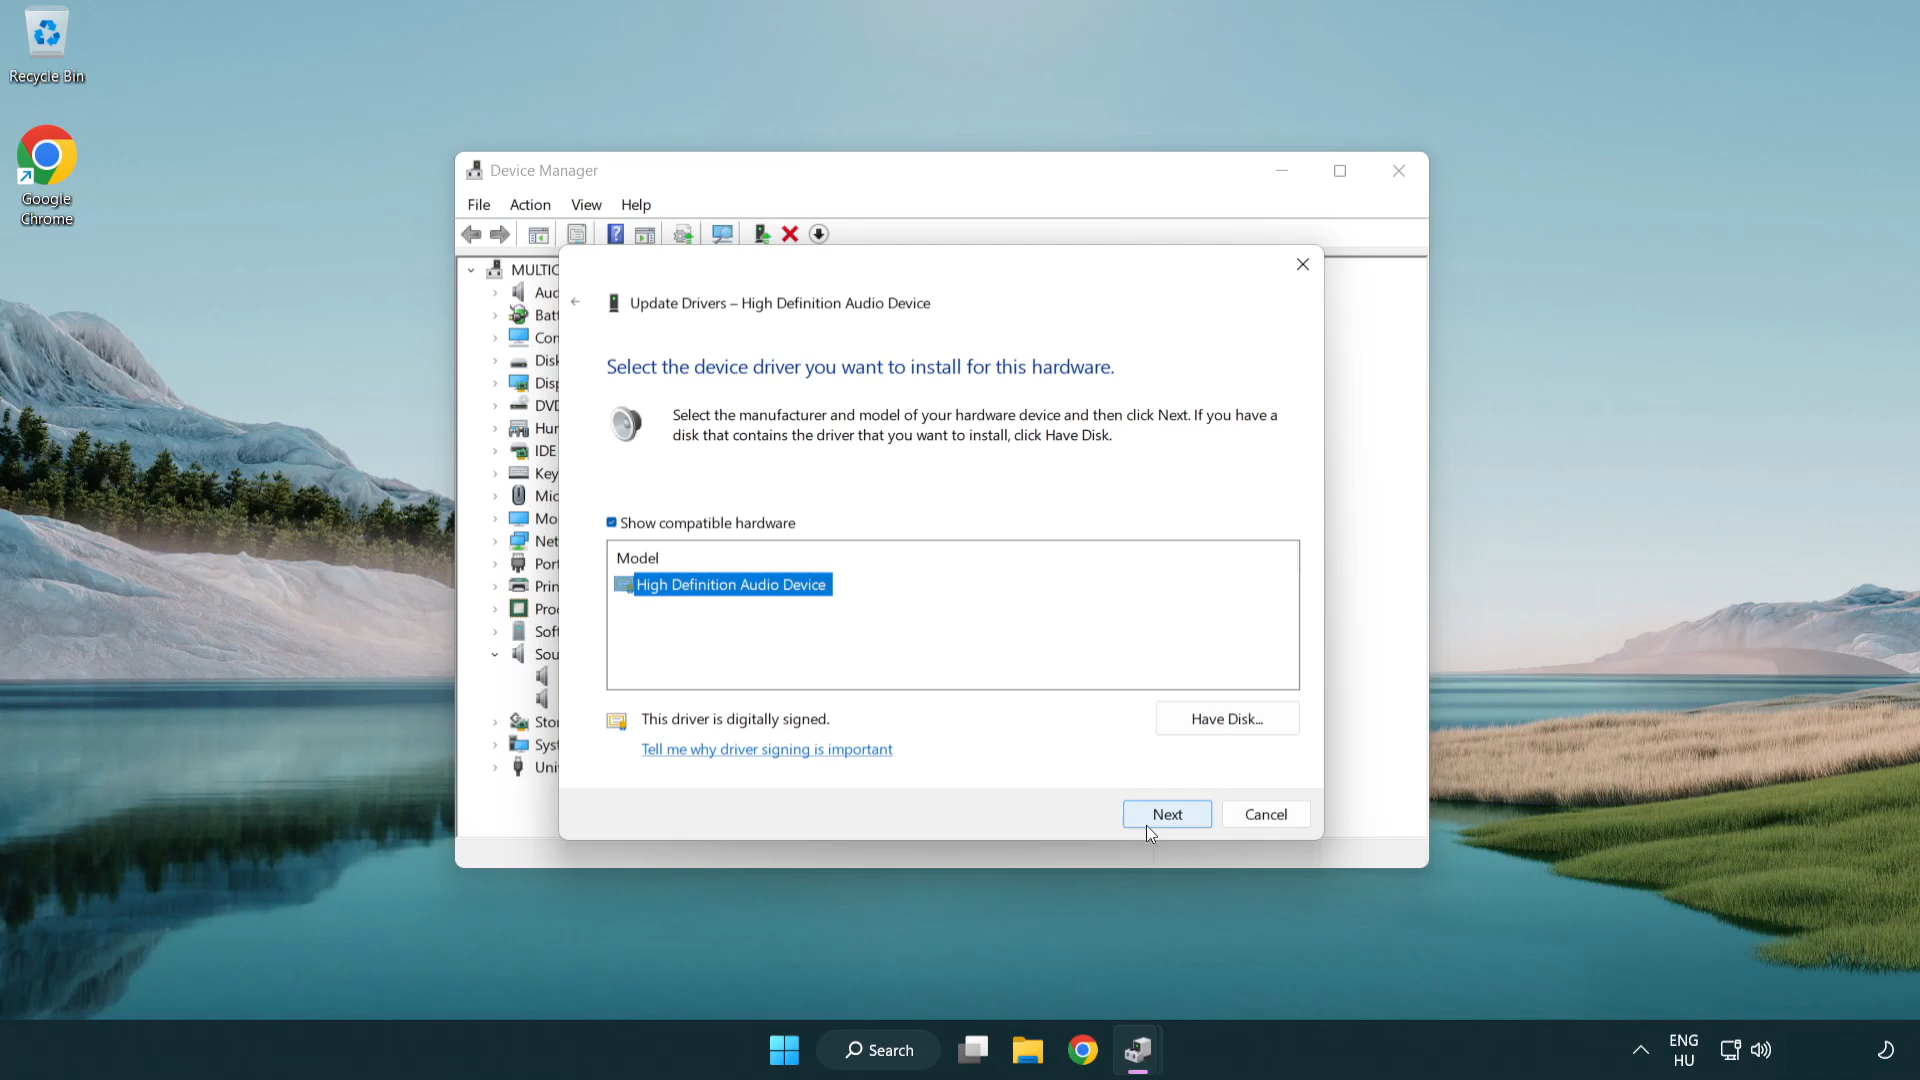 Recycle Bin
Google
Chrome
Device Manager
File Action View Help
MULTIC
Aud
Batt
Con
Disk
Disp
DVD
Hur
IDE
Key
Mic
Mo
Net
Port
Prin
Proc
Soft
Sou
Stor
Syst
Uni
Update Drivers – High Definition Audio Device
Select the device driver you want to install for this hardware.
Select the manufacturer and model of your hardware device and then click Next. If you have a
disk that contains the driver that you want to install, click Have Disk.
Show compatible hardware
Model
High Definition Audio Device
This driver is digitally signed.
Have Disk...
Tell me why driver signing is important
Next
Cancel
Search
ENG
HU